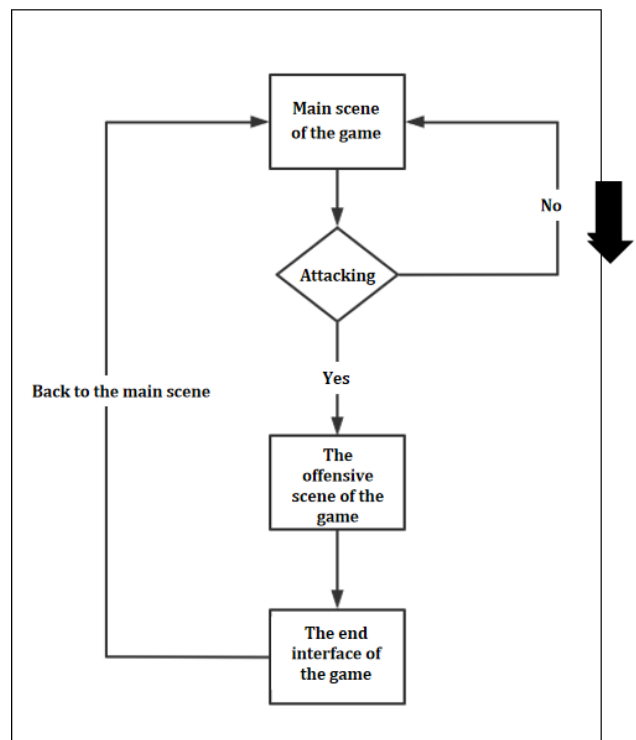 Main scene
of the game
No
Attacking
Yes
Back to the main scene
The
offensive
scene of the
game
The end
interface of
the game